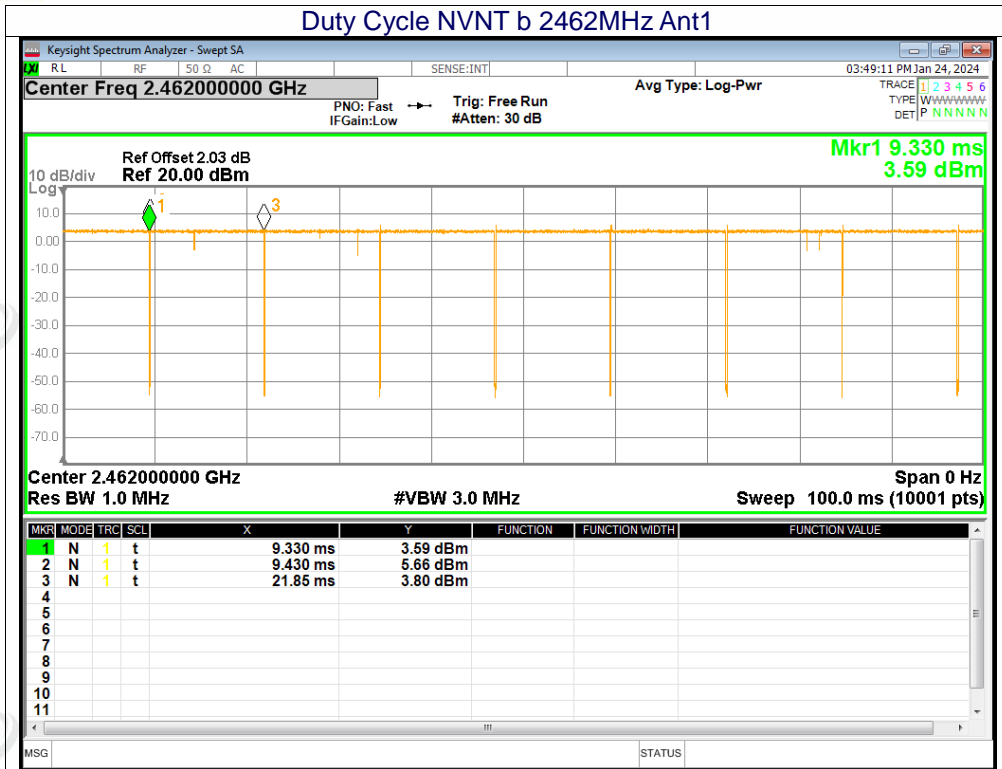 Duty Cycle NVNT b 2462MHz Ant1
Keysight Spectrum Analyzer - Swept SA
LXI RL RF 50 Ω AC SENSE:INT 03:49:11 PM Jan 24, 2024
Center Freq 2.462000000 GHz Avg Type: Log-Pwr TRACE 1 2 3 4 5 6
PNO: Fast Trig: Free Run TYPE WWWWWWW
IFGain:Low #Atten: 30 dB DET P N N N N N
Mkr1 9.330 ms
3.59 dBm
Ref Offset 2.03 dB
10 dB/div Ref 20.00 dBm
Log
1 3
10.0
0.00
-10.0
-20.0
-30.0
-40.0
-50.0
-60.0
-70.0
Center 2.462000000 GHz Span 0 Hz
Res BW 1.0 MHz #VBW 3.0 MHz Sweep 100.0 ms (10001 pts)
MKR MODE TRC SCL X Y FUNCTION FUNCTION WIDTH FUNCTION VALUE
1 N 1 t 9.330 ms 3.59 dBm
2 N 1 t 9.430 ms 5.66 dBm
3 N 1 t 21.85 ms 3.80 dBm
4
5
6
7
8
9
10
11
MSG STATUS